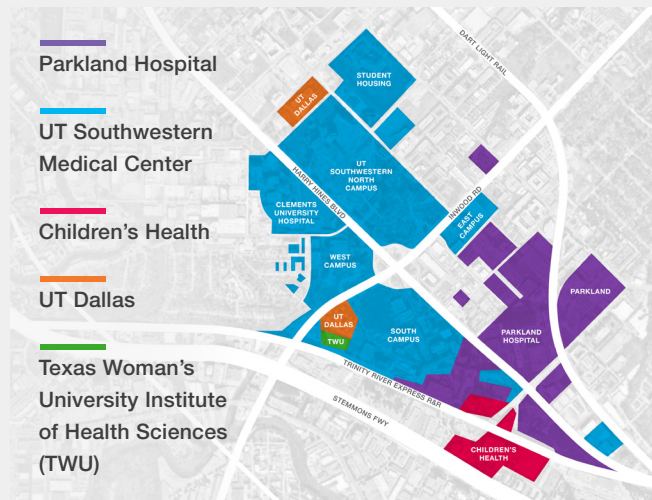 Parkland Hospital
UT Southwestern
Medical Center
Children's Health
UT Dallas
Texas Woman's
University Institute
of Health Sciences
(TWU)
DART LIGHT RAIL
STUDENT
HOUSING
UT
DALLAS
UT
SOUTHWESTERN
NORTH
CAMPUS
HARRY HINES BLVD
INWOOD RD
CLEMENTS
UNIVERSITY
HOSPITAL
EAST
CAMPUS
WEST
CAMPUS
PARKLAND
UT
DALLAS
TWU
SOUTH
CAMPUS
PARKLAND
HOSPITAL
TRINITY RIVER EXPRESS R&R
STEMMONS FWY
CHILDREN'S
HEALTH